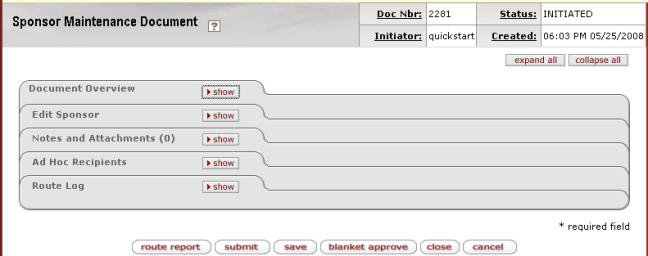 Sponsor Maintenance Document ?
Doc Nbr: 2281 Status: INITIATED
Initiator: quickstart Created: 06:03 PM 05/25/2008
expand all collapse all
Document Overview show
Edit Sponsor show
Notes and Attachments (0) show
Ad Hoc Recipients show
Route Log show
* required field
route report submit save blanket approve close cancel